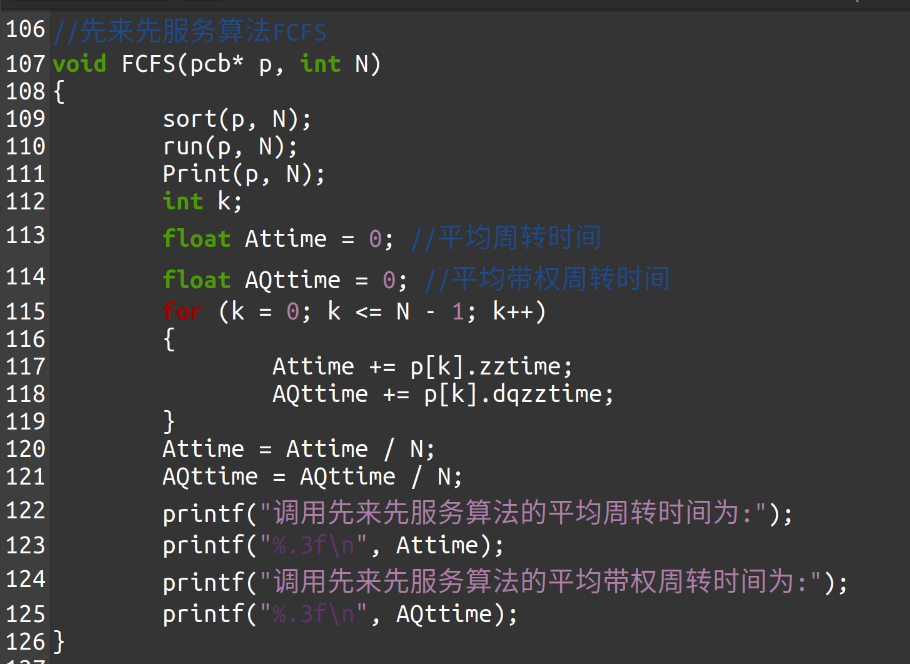 106 //先来先服务算法FCFS
107 void FCFS(pcb* p, int N)
108 {
109 sort(p, N);
110 run(p, N);
111 Print(p, N);
112 int k;
113 float Attime = 0; //平均周转时间
114 float AQttime = 0; //平均带权周转时间
115 for (k = 0; k <= N - 1; k++)
116 {
117 Attime += p[k].zztime;
118 AQttime += p[k].dqzztime;
119 }
120 Attime = Attime / N;
121 AQttime = AQttime / N;
122 printf("调用先来先服务算法的平均周转时间为:");
123 printf("%.3f\n", Attime);
124 printf("调用先来先服务算法的平均带权周转时间为:");
125 printf("%.3f\n", AQttime);
126 }